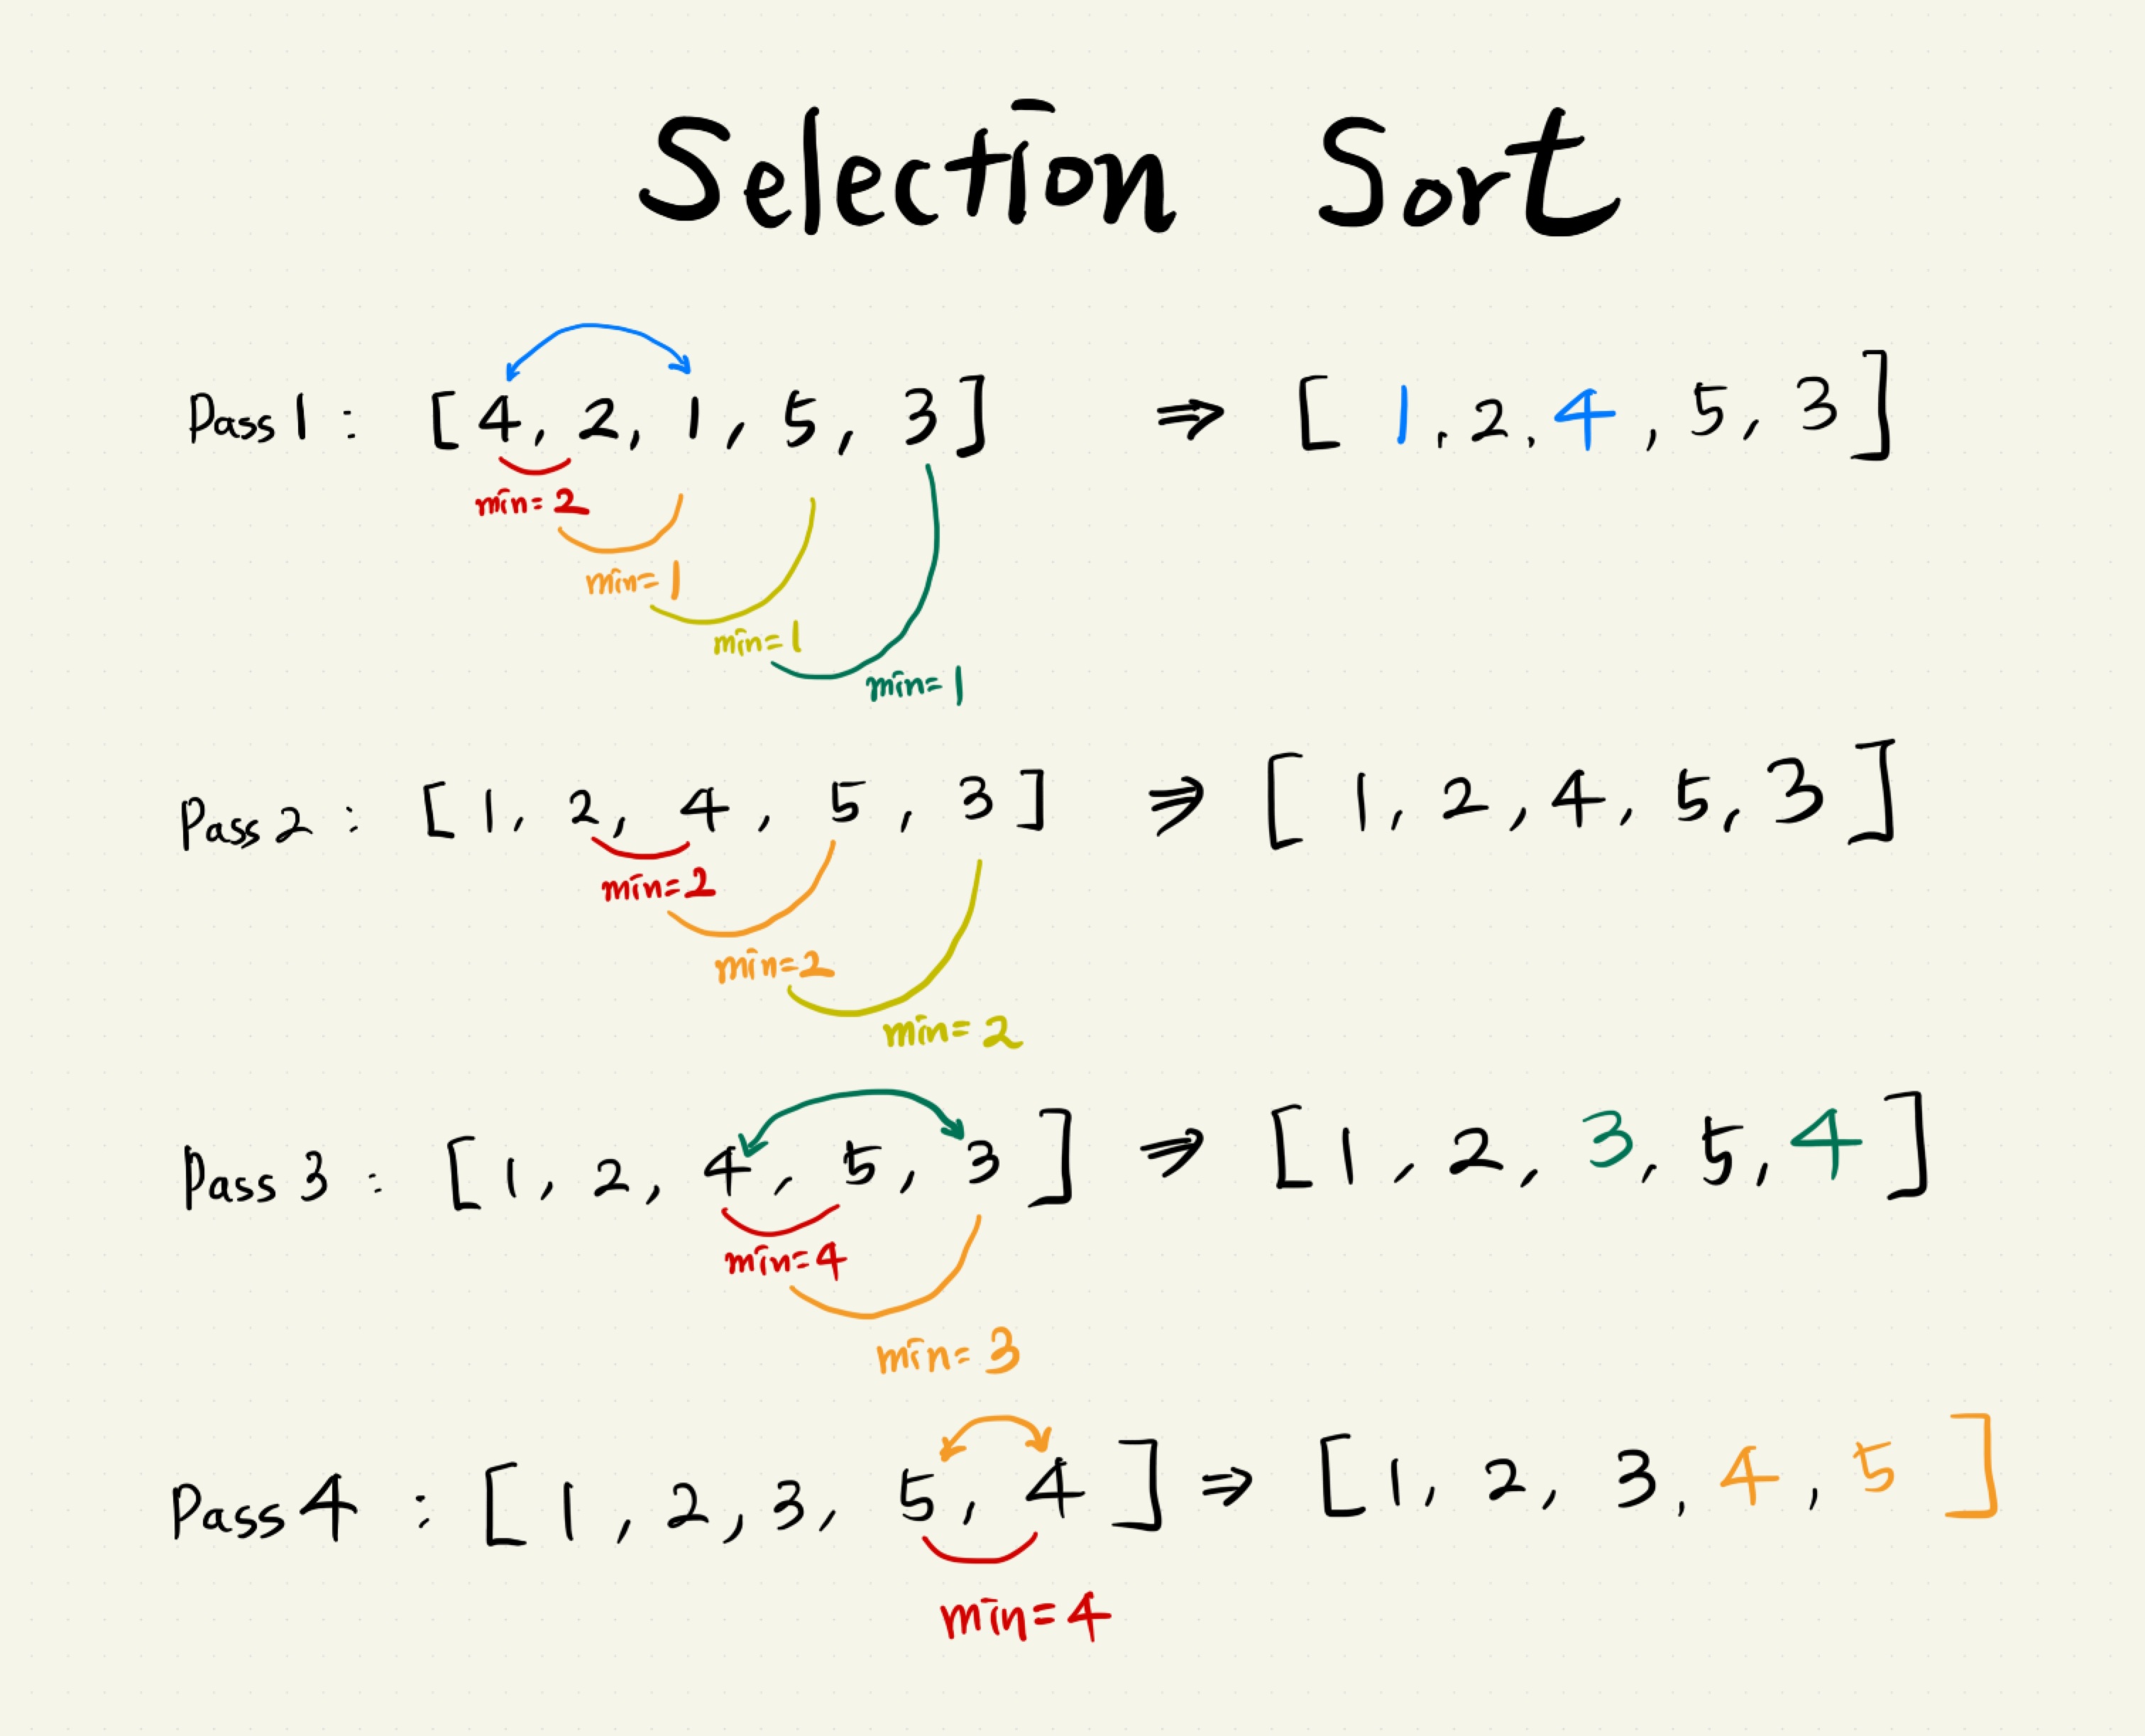 Selection Sort
Pass 1 : [ 4, 2, 1, 5, 3 ] ⇒ [ 1, 2, 4, 5, 3 ]
min=2
min=1
min=1
min=1
Pass 2 : [ 1, 2, 4, 5, 3 ] ⇒ [ 1, 2, 4, 5, 3 ]
min=2
min=2
min=2
Pass 3 : [ 1, 2, 4, 5, 3 ] ⇒ [ 1, 2, 3, 5, 4 ]
min=4
min=3
Pass 4 : [ 1, 2, 3, 5, 4 ] ⇒ [ 1, 2, 3, 4, 5 ]
min=4